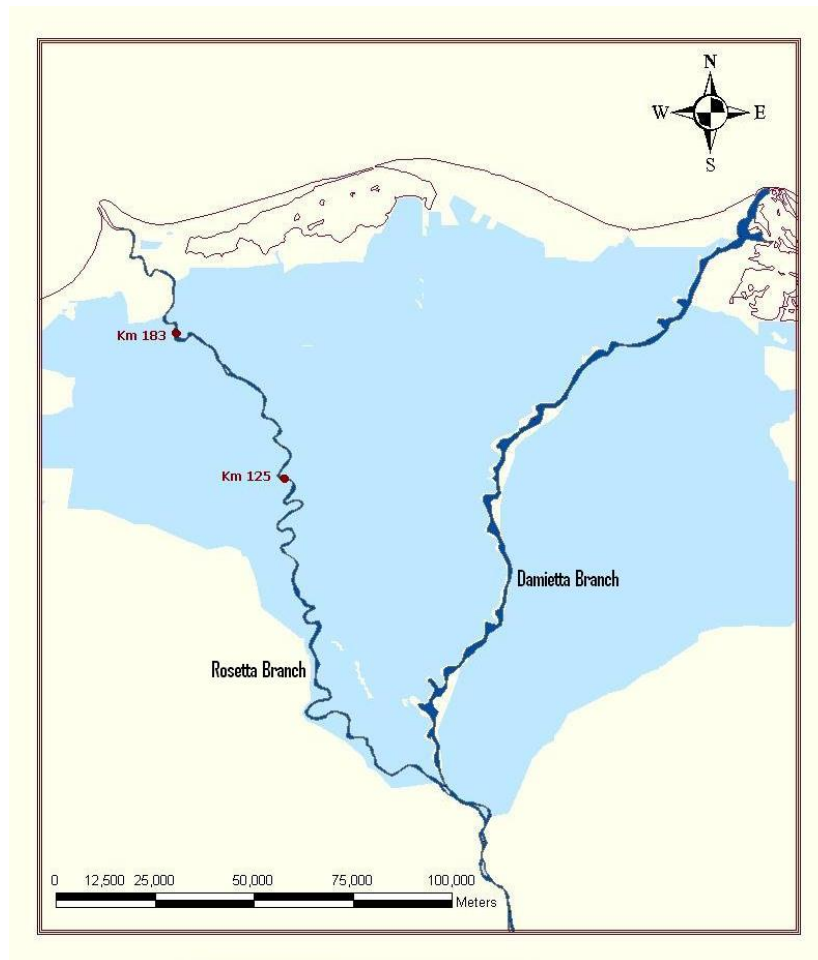 N
W E
S
Km 183
Km 125
Damietta Branch
Rosetta Branch
0 12,500 25,000 50,000 75,000 100,000
Meters